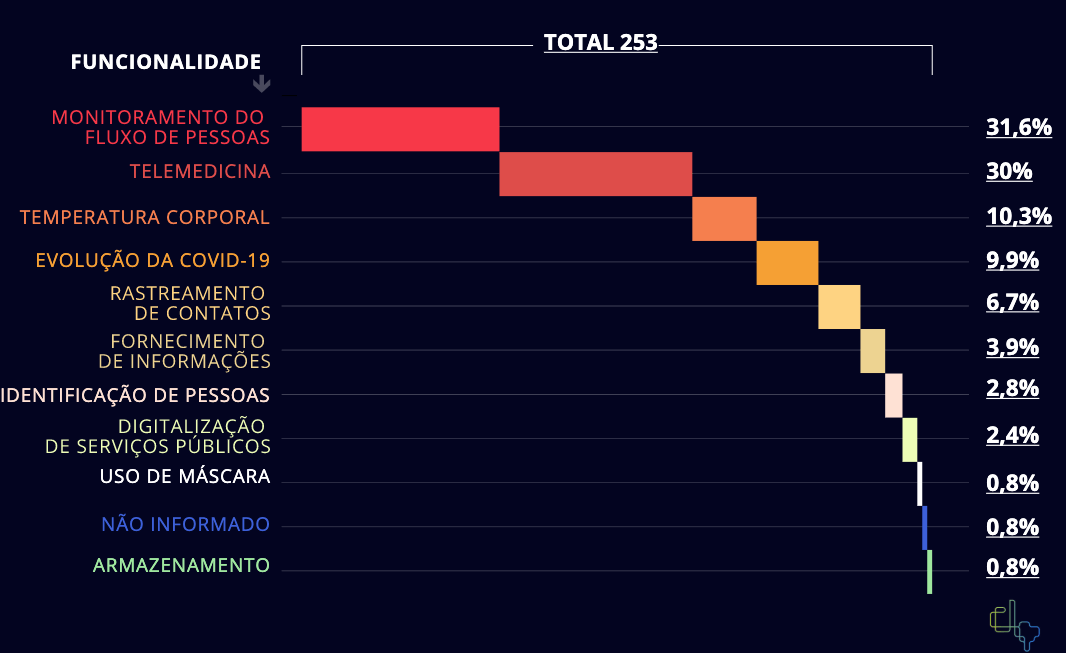 TOTAL 253
FUNCIONALIDADE
MONITORAMENTO DO
FLUXO DE PESSOAS
31,6%
TELEMEDICINA
30%
TEMPERATURA CORPORAL
10,3%
EVOLUÇÃO DA COVID-19
9,9%
RASTREAMENTO
DE CONTATOS
6,7%
FORNECIMENTO
DE INFORMAÇÕES
3,9%
IDENTIFICAÇÃO DE PESSOAS
2,8%
DIGITALIZAÇÃO
DE SERVIÇOS PÚBLICOS
2,4%
USO DE MÁSCARA
0,8%
NÃO INFORMADO
0,8%
ARMAZENAMENTO
0,8%